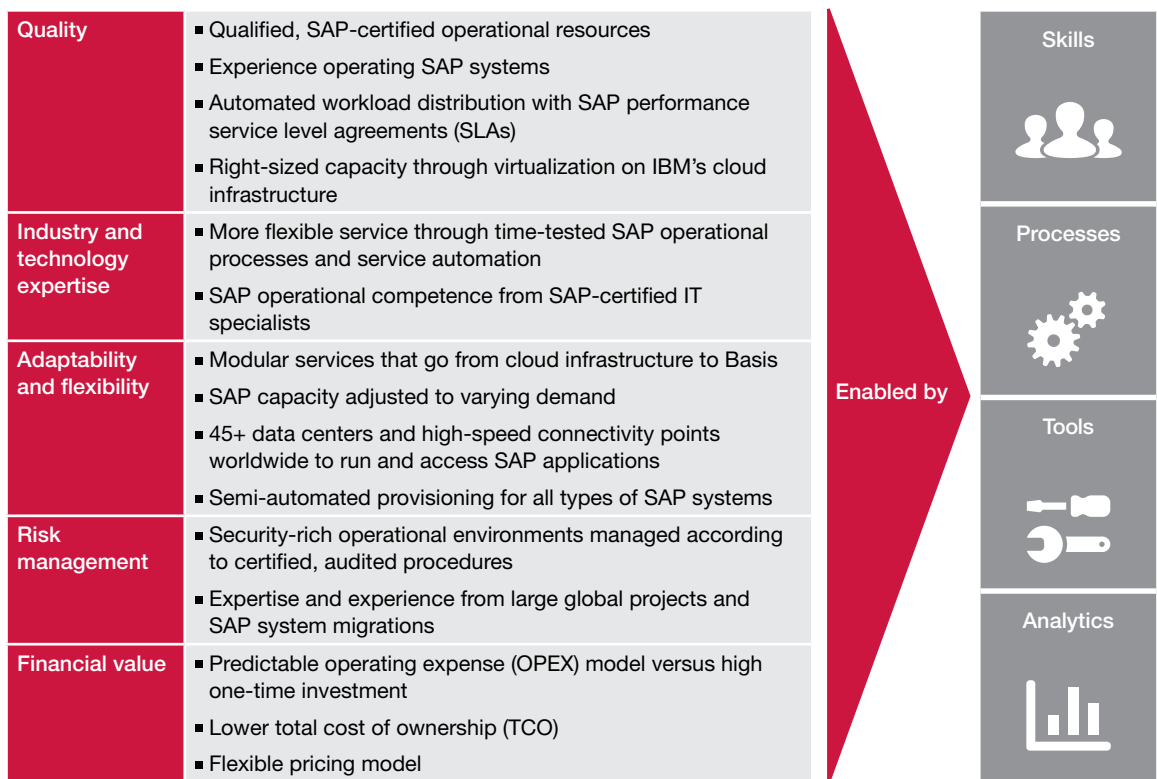 Quality
▪ Qualified, SAP-certified operational resources
▪ Experience operating SAP systems
▪ Automated workload distribution with SAP performance
service level agreements (SLAs)
▪ Right-sized capacity through virtualization on IBM’s cloud
infrastructure
Industry and
technology
expertise
▪ More flexible service through time-tested SAP operational
processes and service automation
▪ SAP operational competence from SAP-certified IT
specialists
Adaptability
and flexibility
▪ Modular services that go from cloud infrastructure to Basis
▪ SAP capacity adjusted to varying demand
▪ 45+ data centers and high-speed connectivity points
worldwide to run and access SAP applications
▪ Semi-automated provisioning for all types of SAP systems
Risk
management
▪ Security-rich operational environments managed according
to certified, audited procedures
▪ Expertise and experience from large global projects and
SAP system migrations
Financial value
▪ Predictable operating expense (OPEX) model versus high
one-time investment
▪ Lower total cost of ownership (TCO)
▪ Flexible pricing model
Enabled by
Skills
Processes
Tools
Analytics